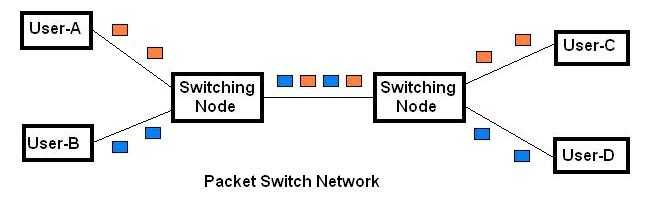 User-A
User-C
Switching
Node
Switching
Node
User-B
User-D
Packet Switch Network